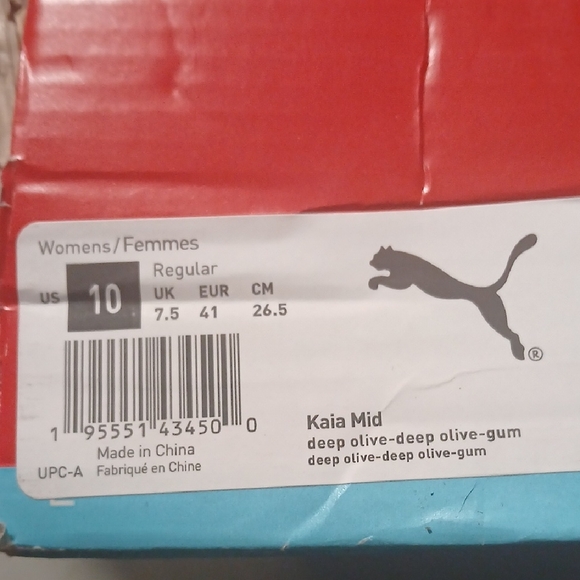 Womens/Femmes
Regular
US 10 UK EUR CM
7.5 41 26.5
1 95551 43450 0
Made in China
UPC-A Fabriqué en Chine
®
Kaia Mid
deep olive-deep olive-gum
deep olive-deep olive-gum